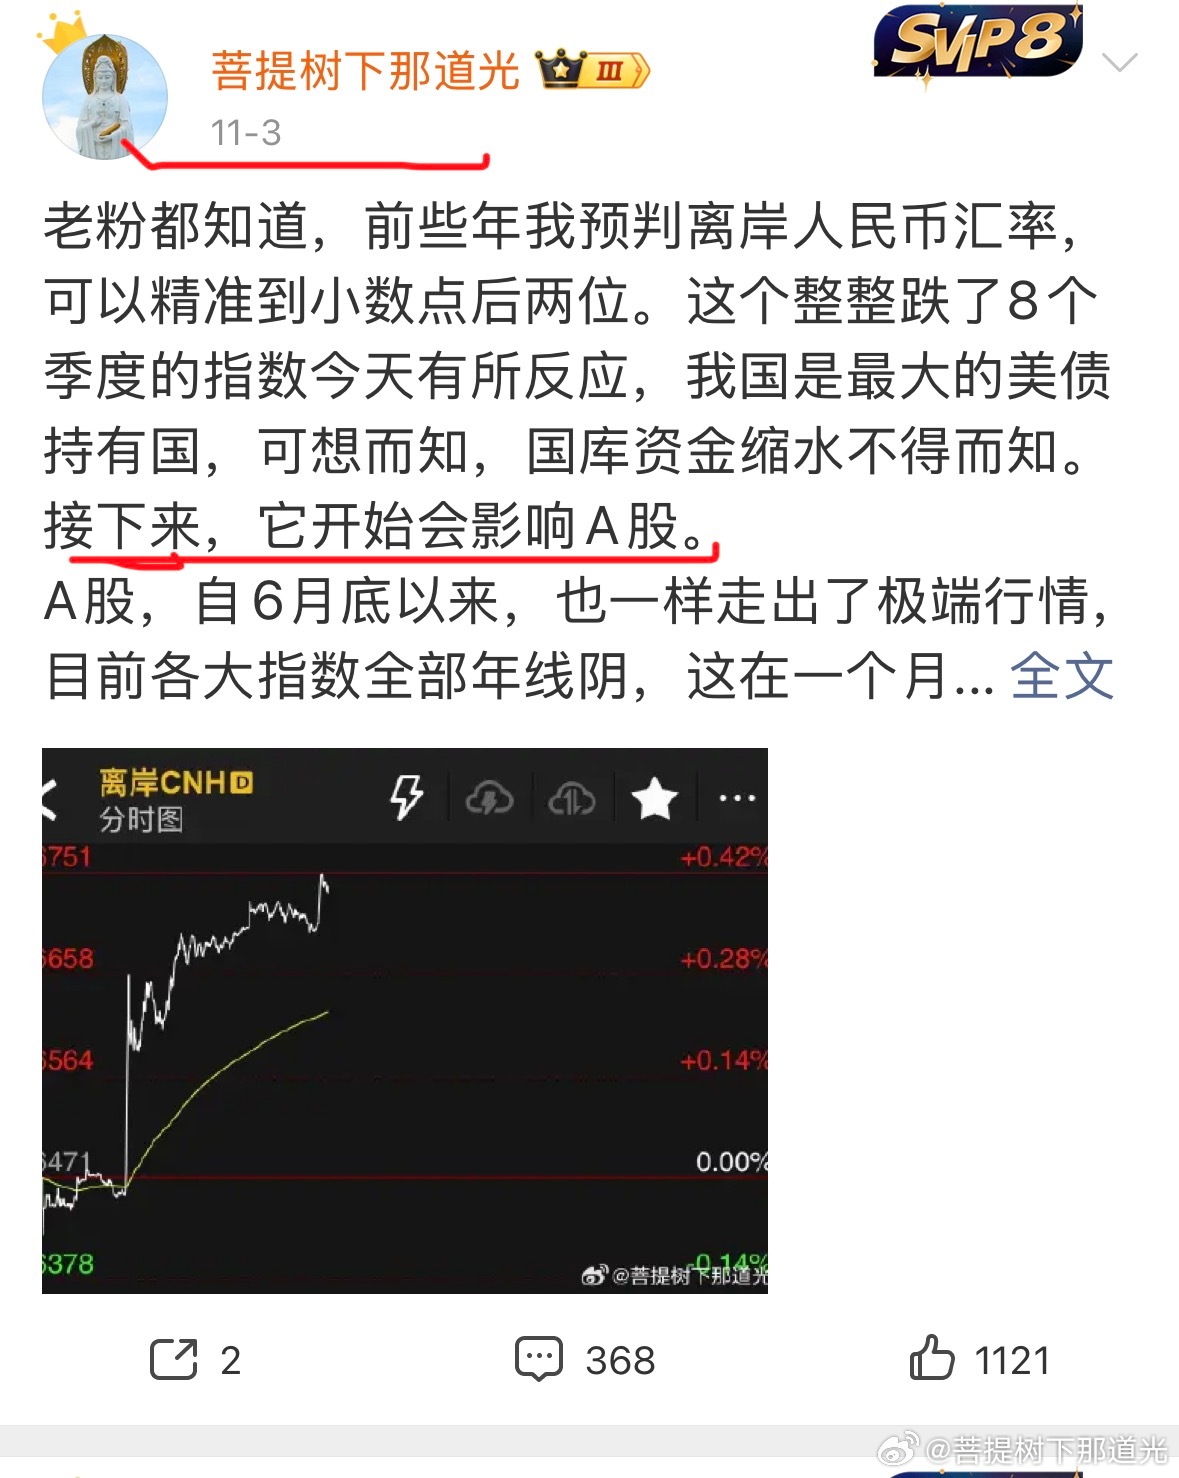 SVIP8
菩提树下那道光 III
11-3
老粉都知道，前些年我预判离岸人民币汇率，
可以精准到小数点后两位。这个整整跌了8个
季度的指数今天有所反应，我国是最大的美债
持有国，可想而知，国库资金缩水不得而知。
接下来，它开始会影响A股。
A股，自6月底以来，也一样走出了极端行情，
目前各大指数全部年线阴，这在一个月... 全文
离岸CNH D
分时图
6751 +0.42%
6658 +0.28%
6564 +0.14%
6471 0.00%
6378 -0.14%
@菩提树下那道光
2 368 1121
@菩提树下那道光